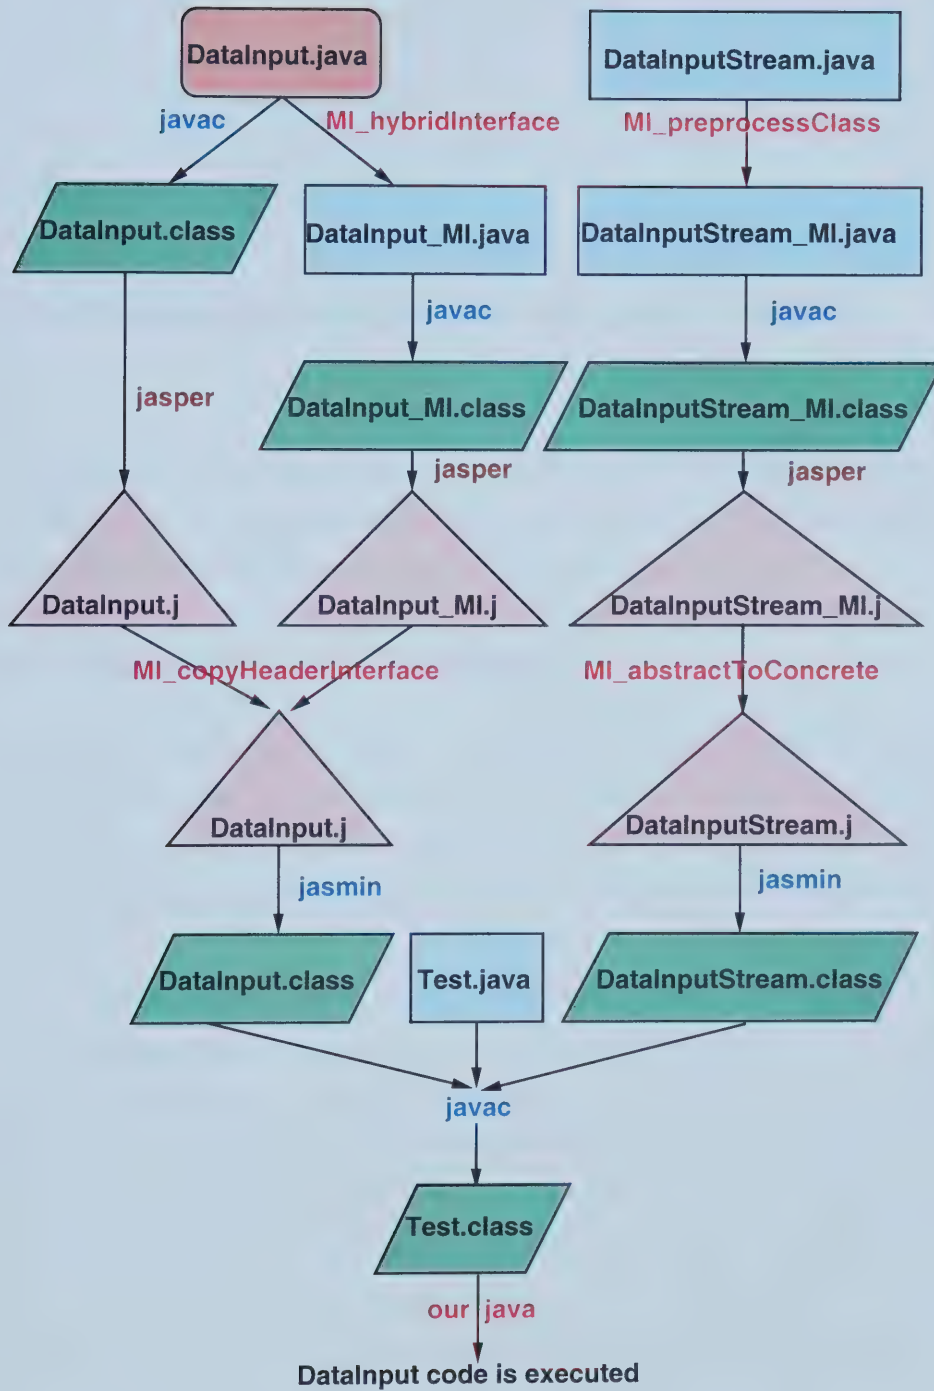 DataInput.java
DataInputStream.java
javac
MI_hybridInterface
MI_preprocessClass
DataInput.class
DataInput_MI.java
DataInputStream_MI.java
javac
javac
jasper
DataInput_MI.class
DataInputStream_MI.class
jasper
jasper
DataInput.j
DataInput_MI.j
DataInputStream_MI.j
MI_copyHeaderInterface
MI_abstractToConcrete
DataInput.j
DataInputStream.j
jasmin
jasmin
DataInput.class
Test.java
DataInputStream.class
javac
Test.class
our java
DataInput code is executed